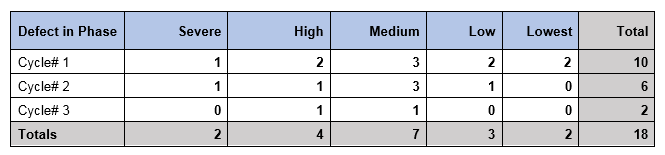 Defect in Phase Severe High Medium Low Lowest Total
Cycle# 1 1 2 3 2 2 10
Cycle# 2 1 1 3 1 0 6
Cycle# 3 0 1 1 0 0 2
Totals 2 4 7 3 2 18